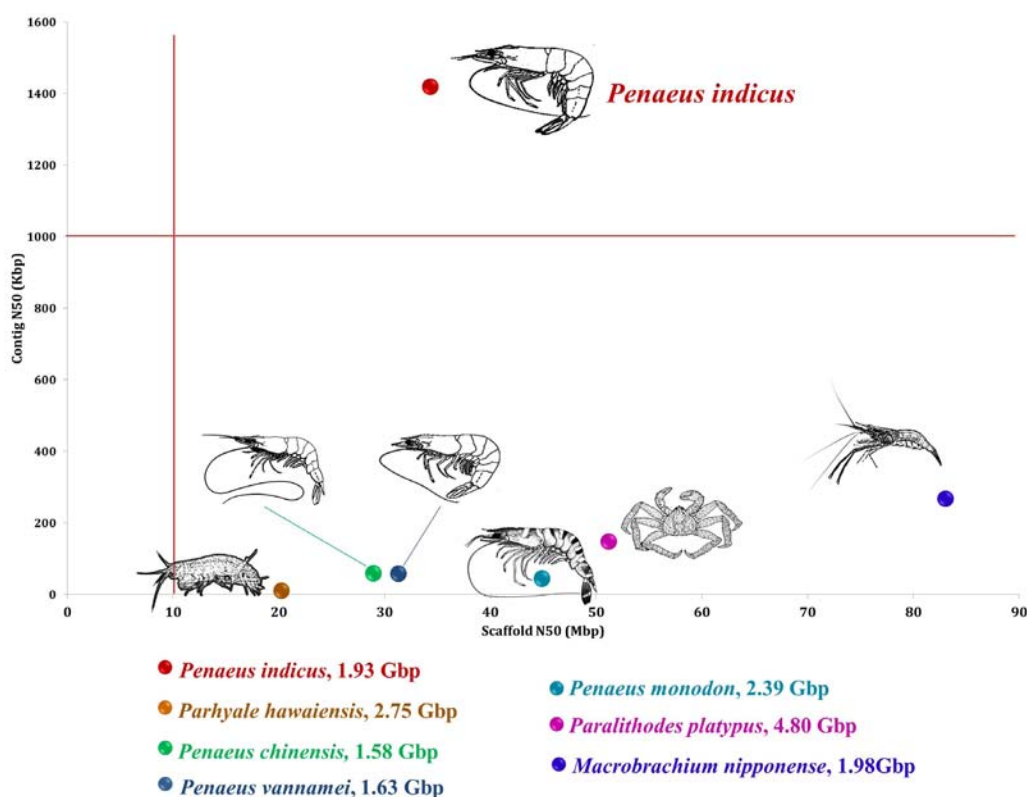 1600
1400
1200
1000
800
600
400
200
0
Contig N50 (Kbp)
Penaeus indicus
0 10 20 30 40 50 60 70 80 90
Scaffold N50 (Mbp)
Penaeus indicus, 1.93 Gbp
Parhyale hawaiensis, 2.75 Gbp
Penaeus chinensis, 1.58 Gbp
Penaeus vannamei, 1.63 Gbp
Penaeus monodon, 2.39 Gbp
Paralithodes platypus, 4.80 Gbp
Macrobrachium nipponense, 1.98Gbp